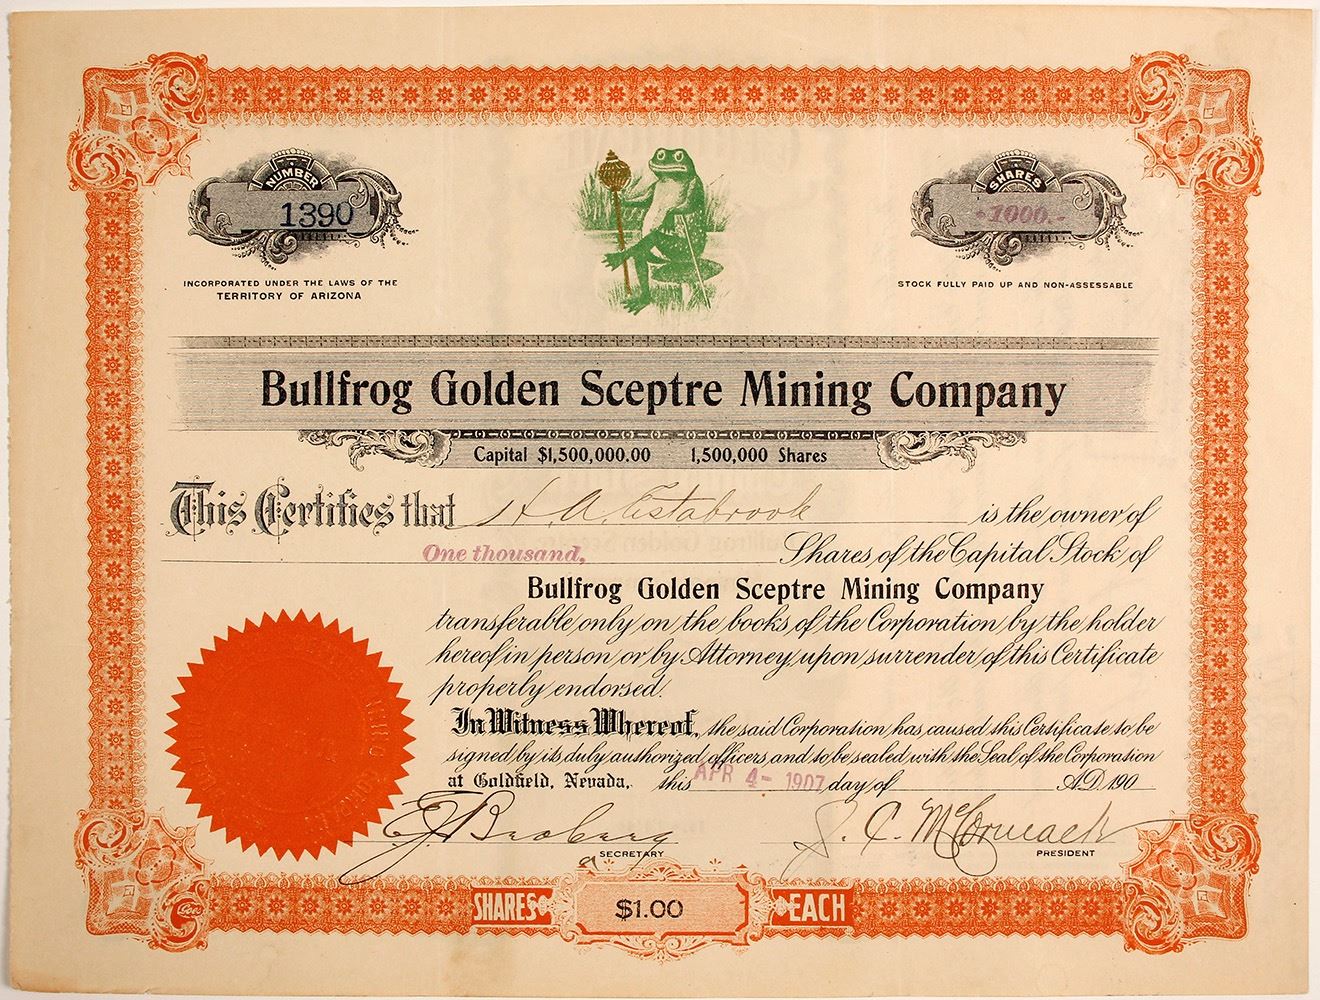 NUMBER
1390
SHARES
-1000.-
INCORPORATED UNDER THE LAWS OF THE
TERRITORY OF ARIZONA
STOCK FULLY PAID UP AND NON-ASSESSABLE
Bullfrog Golden Sceptre Mining Company
Capital $1,500,000.00 1,500,000 Shares
This Certifies that H. A. Estabrook is the owner of
One thousand, Shares of the Capital Stock of
Bullfrog Golden Sceptre Mining Company
transferable only on the books of the Corporation by the holder
hereof in person or by Attorney upon surrender of this Certificate
properly endorsed.
In Witness Whereof, the said Corporation has caused this Certificate to be
signed by its duly authorized officers and to be sealed with the Seal of the Corporation
at Goldfield, Nevada, this APR 4- 1907 day of A.D. 190
J. C. McCormack
SECRETARY
PRESIDENT
Goes
SHARES $1.00 EACH